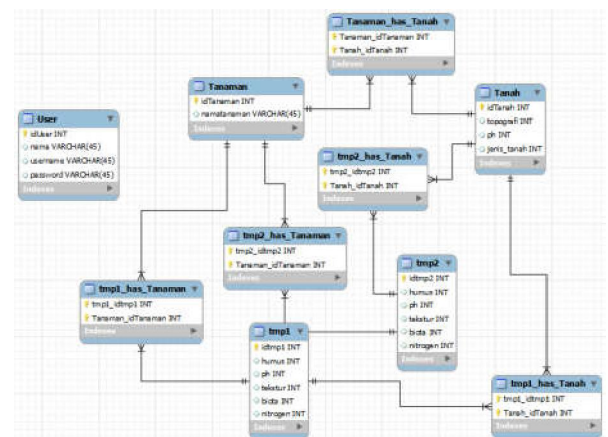 Tanaman_has_Tanah
Tanaman_idTanaman INT
Tanah_idTanah INT
Indexes
Tanaman
idTanaman INT
namatanaman VARCHAR(45)
Indexes
Tanah
idTanah INT
topografi INT
ph INT
jenis_tanah INT
Indexes
User
idUser INT
nama VARCHAR(45)
username VARCHAR(45)
password VARCHAR(45)
Indexes
tmp2_has_Tanah
tmp2_idtmp2 INT
Tanah_idTanah INT
Indexes
tmp2_has_Tanaman
tmp2_idtmp2 INT
Tanaman_idTanaman INT
Indexes
tmp2
idtmp2 INT
humus INT
ph INT
tekstur INT
biota INT
nitrogen INT
Indexes
tmp1_has_Tanaman
tmp1_idtmp1 INT
Tanaman_idTanaman INT
Indexes
tmp1
idtmp1 INT
humus INT
ph INT
tekstur INT
biota INT
nitrogen INT
Indexes
tmp1_has_Tanah
tmp1_idtmp1 INT
Tanah_idTanah INT
Indexes